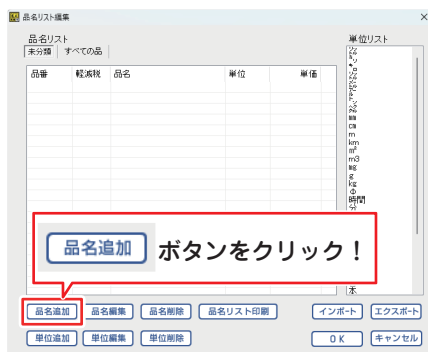 品名リスト編集
品名リスト
単位リスト
未分類 すべての品
品番 軽減税 品名 単位 単価
mm
cm
m
km
m²
m3
mg
g
kg
Φ
時間
分
品名追加 ボタンをクリック！
本
品名追加 品名編集 品名削除 品名リスト印刷 インポート エクスポート
単位追加 単位編集 単位削除 OK キャンセル